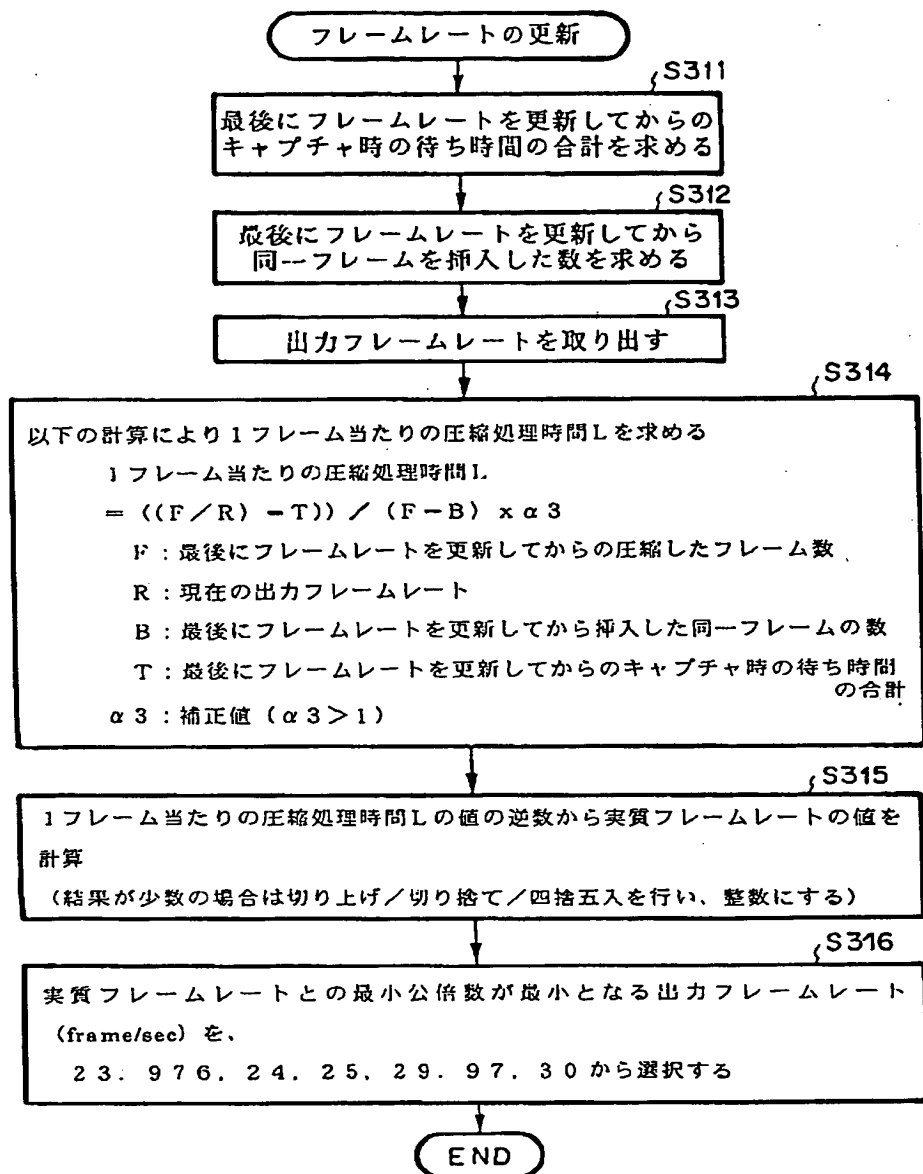 フレームレートの更新
S311
最後にフレームレートを更新してからの
キャプチャ時の待ち時間の合計を求める
S312
最後にフレームレートを更新してから
同一フレームを挿入した数を求める
S313
出力フレームレートを取り出す
S314
以下の計算により1フレーム当たりの圧縮処理時間Lを求める
1フレーム当たりの圧縮処理時間L
= ((F/R) -T)) / (F-B) x α3
F:最後にフレームレートを更新してからの圧縮したフレーム数
R:現在の出力フレームレート
B:最後にフレームレートを更新してから挿入した同一フレームの数
T:最後にフレームレートを更新してからのキャプチャ時の待ち時間
の合計
α3:補正値(α3>1)
S315
1フレーム当たりの圧縮処理時間Lの値の逆数から実質フレームレートの値を
計算
(結果が少数の場合は切り上げ/切り捨て/四捨五入を行い、整数にする)
S316
実質フレームレートとの最小公倍数が最小となる出力フレームレート
(frame/sec)を、
23.976, 24, 25, 29.97, 30から選択する
END